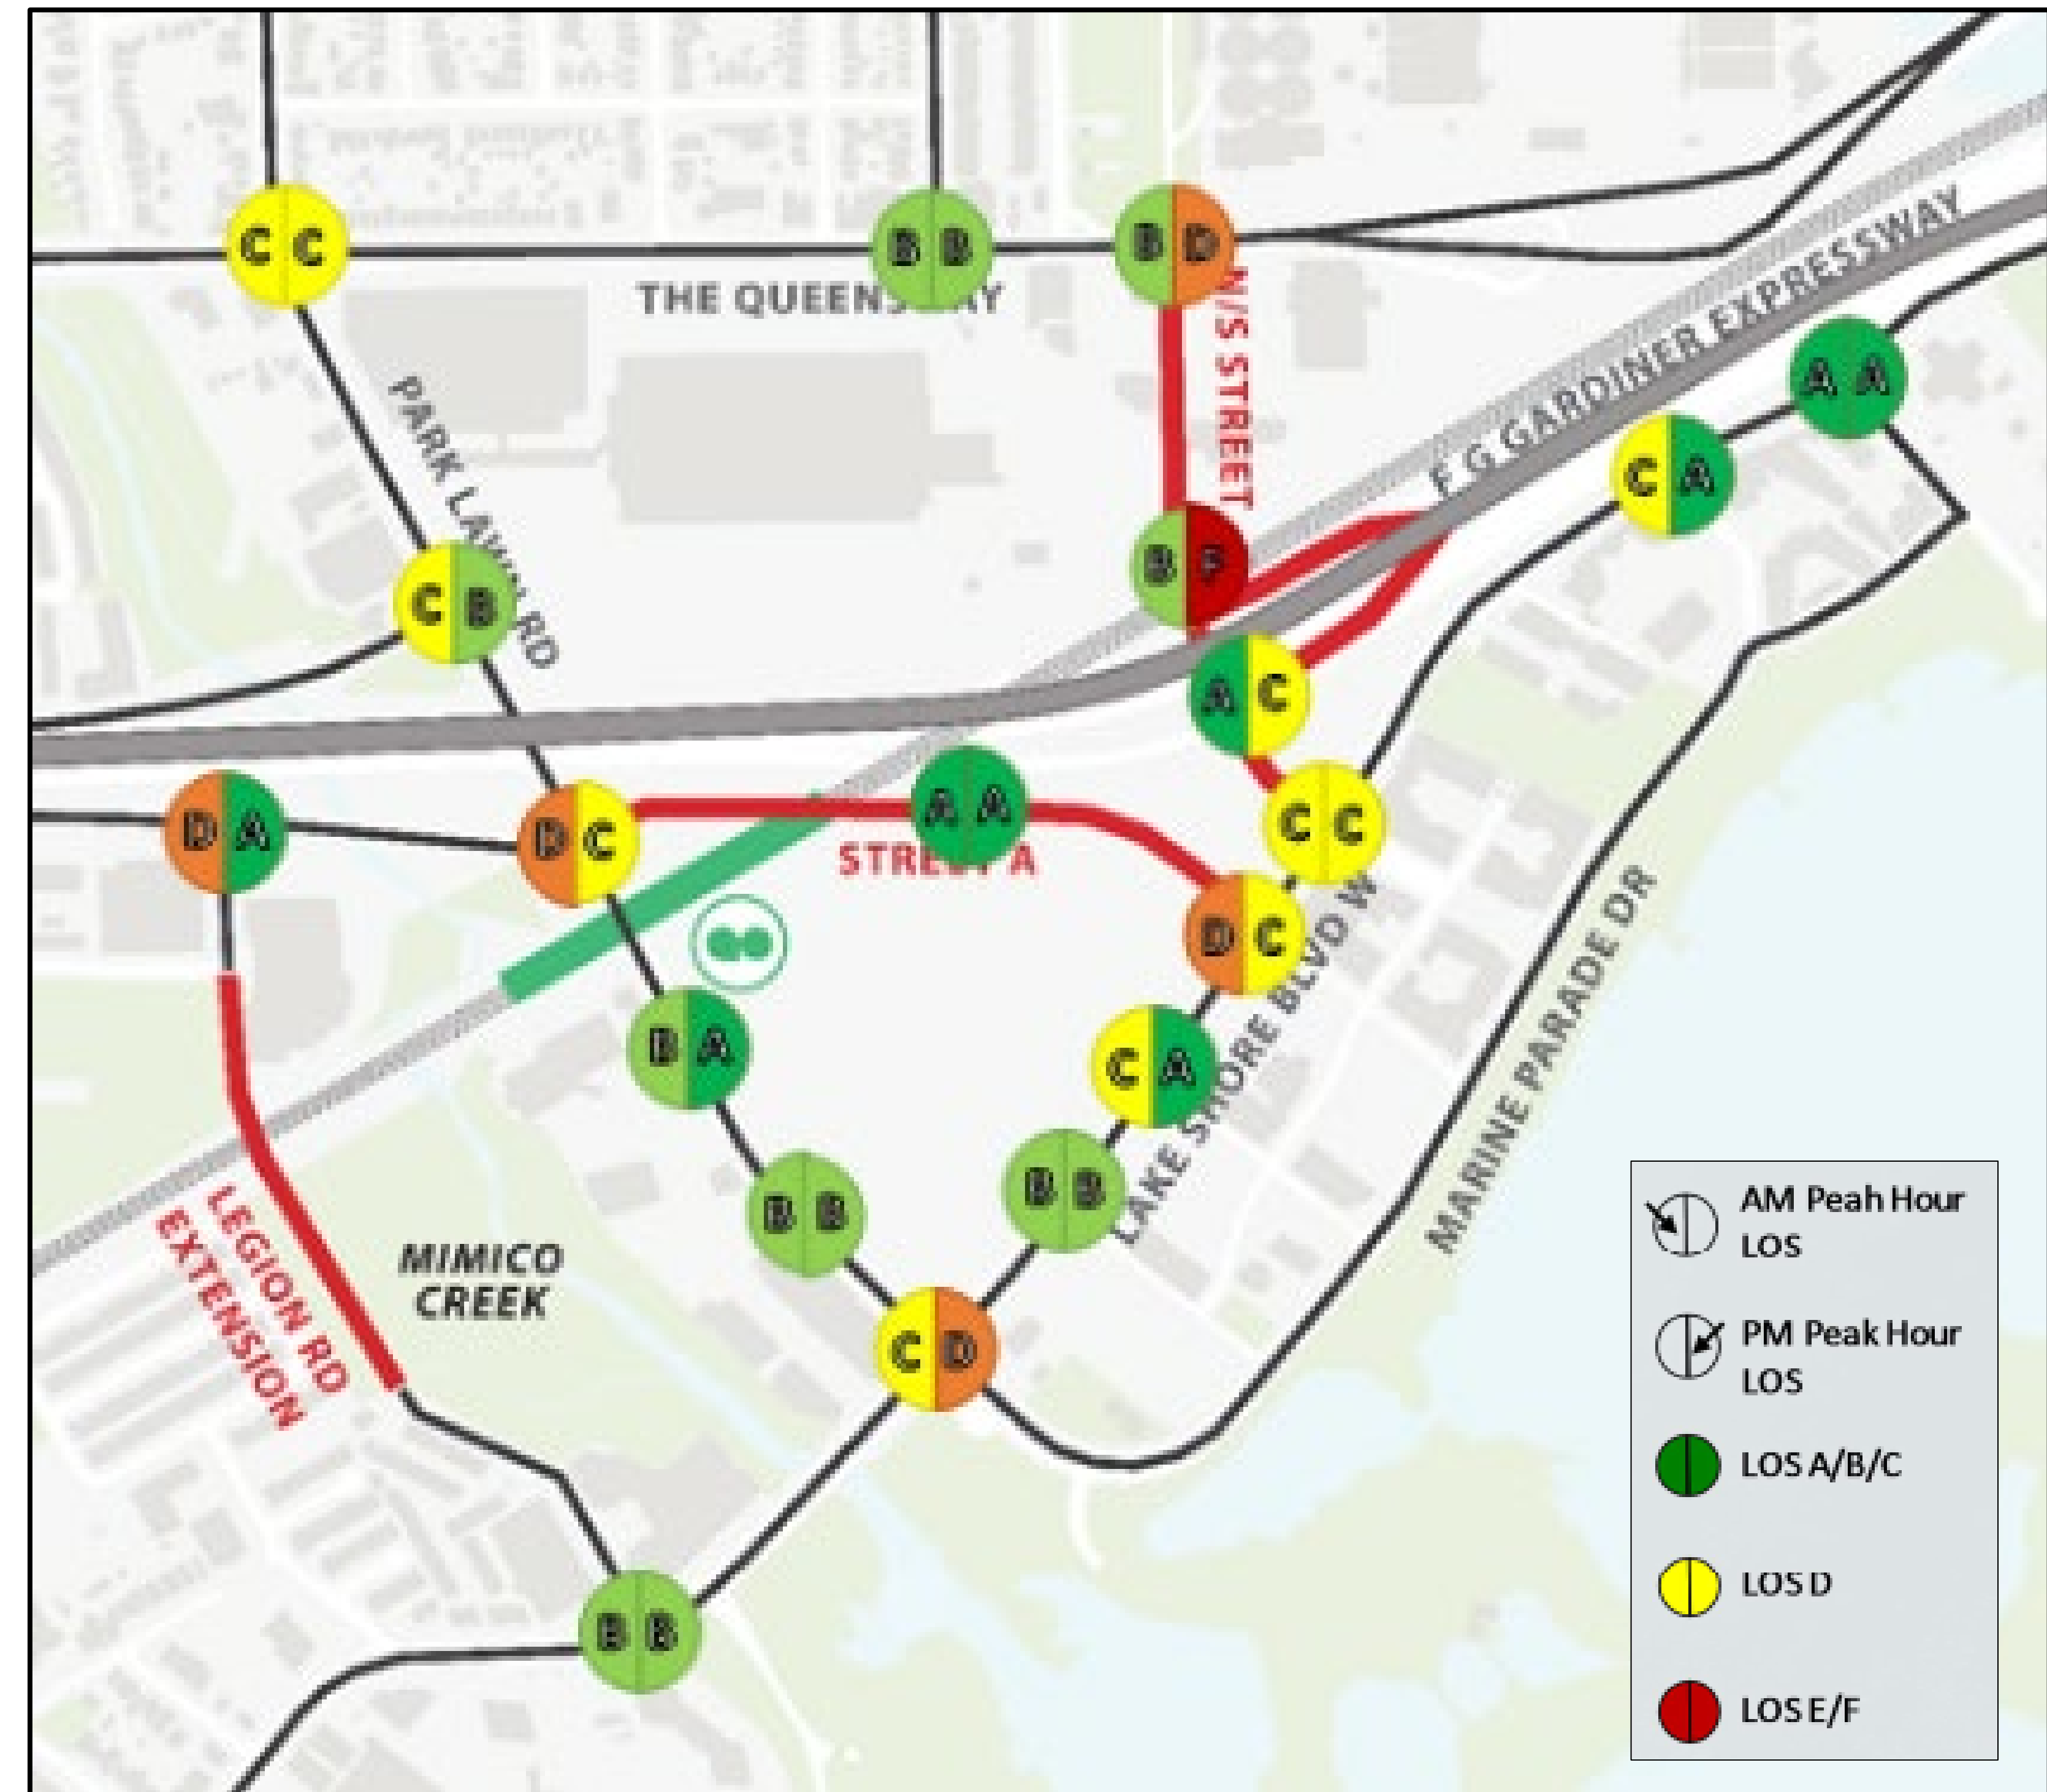 C C
B B
B D
THE QUEENSWAY
N/S STREET
F G GARDINER EXPRESSWAY
A A
C A
PARK LAWN RD
B F
C B
A C
D A
D C
A A
C C
STREET A
D C
B A
C A
LAKE SHORE BLVD W
MARINE PARADE DR
B B
B B
LEGION RD
EXTENSION
MIMICO
CREEK
C D
B B
AM Peah Hour
LOS
PM Peak Hour
LOS
LOS A/B/C
LOS D
LOS E/F